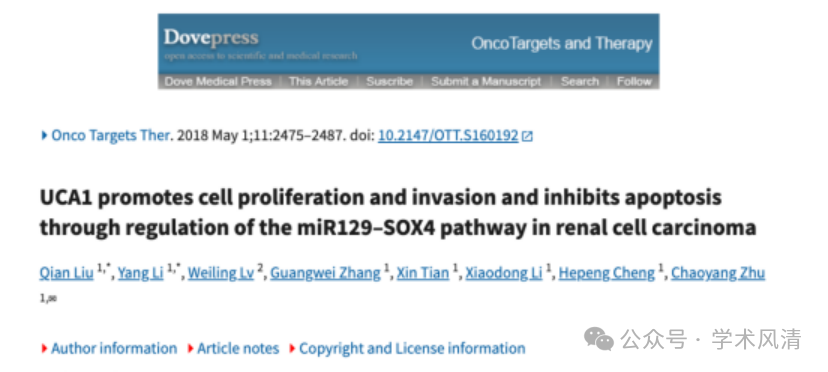 Dovepress
open access to scientific and medical research
OncoTargets and Therapy
Dove Medical Press | This Article | Suscribe | Submit a Manuscript | Search | Follow
Onco Targets Ther. 2018 May 1;11:2475–2487. doi: 10.2147/OTT.S160192
UCA1 promotes cell proliferation and invasion and inhibits apoptosis
through regulation of the miR129–SOX4 pathway in renal cell carcinoma
Qian Liu 1,*, Yang Li 1,*, Weiling Lv 2, Guangwei Zhang 1, Xin Tian 1, Xiaodong Li 1, Hepeng Cheng 1, Chaoyang Zhu
1,✉
Author information Article notes Copyright and License information
公众号 · 学术风清